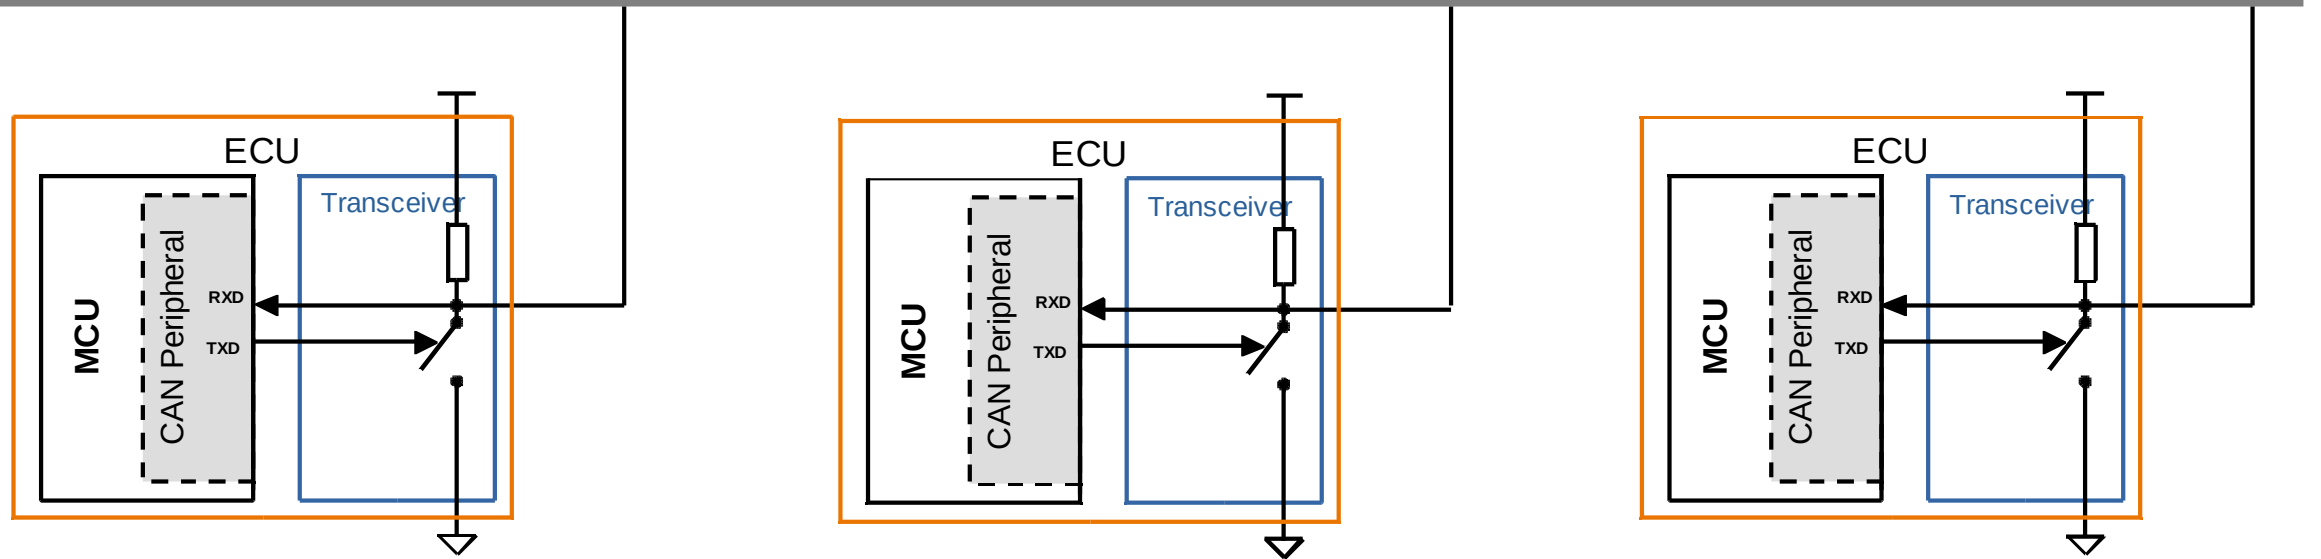 ECU
Transceiver
MCU
CAN Peripheral
RXD
TXD
ECU
Transceiver
MCU
CAN Peripheral
RXD
TXD
ECU
Transceiver
MCU
CAN Peripheral
RXD
TXD